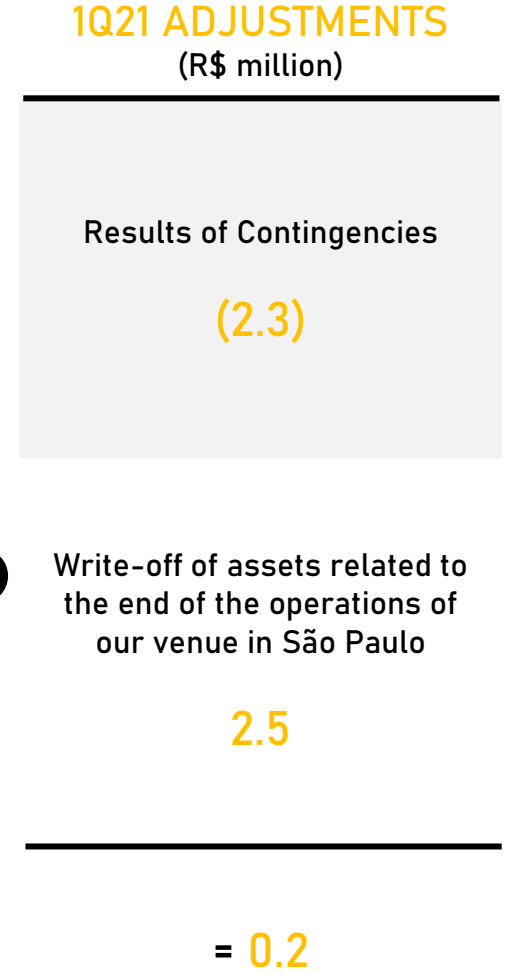 1Q21 ADJUSTMENTS
(R$ million)
Results of Contingencies
(2.3)
Write-off of assets related to
the end of the operations of
our venue in São Paulo
2.5
= 0.2